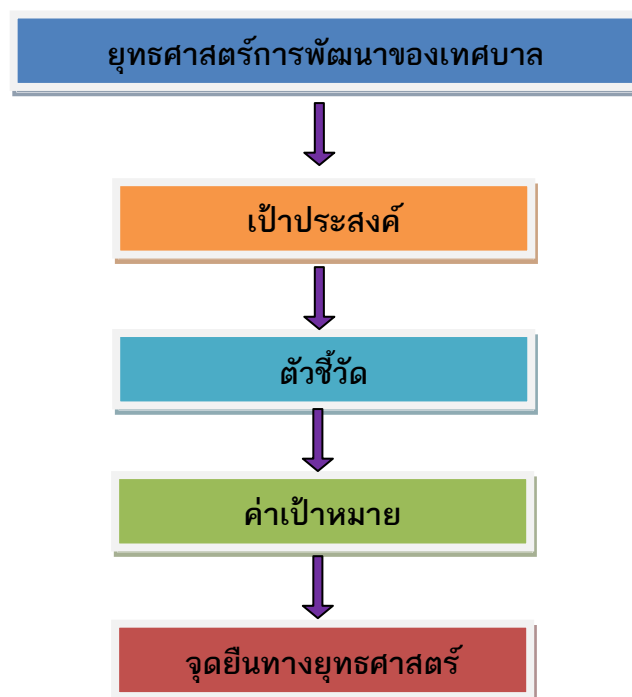 ยุทธศาสตร์การพัฒนาของเทศบาล
เป้าประสงค์
ตัวชี้วัด
ค่าเป้าหมาย
จุดยืนทางยุทธศาสตร์